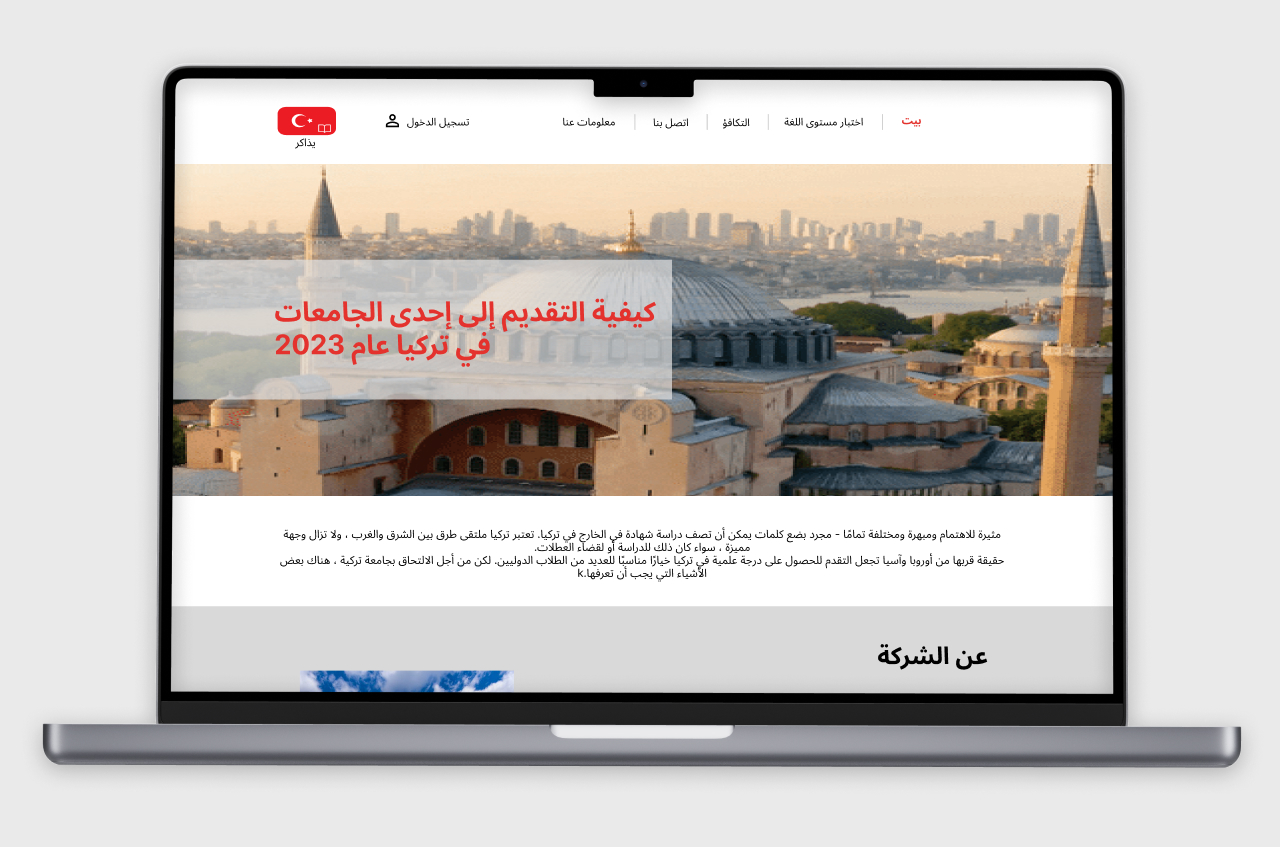 بيت
اختبار مستوى اللغة
التكافؤ
اتصل بنا
معلومات عنا
تسجيل الدخول
يذاكر
كيفية التقديم إلى إحدى الجامعات
في تركيا عام 2023
مثيرة للاهتمام ومبهرة ومختلفة تمامًا - مجرد بضع كلمات يمكن أن تصف دراسة شهادة في الخارج في تركيا. تعتبر تركيا ملتقى طرق بين الشرق والغرب ، ولا تزال وجهة
مميزة ، سواء كان ذلك للدراسة أو لقضاء العطلات.
حقيقة قربها من أوروبا وآسيا تجعل التقدم للحصول على درجة علمية في تركيا خيارًا مناسبًا للعديد من الطلاب الدوليين. لكن من أجل الالتحاق بجامعة تركية ، هناك بعض
الأشياء التي يجب أن تعرفها.k
عن الشركة